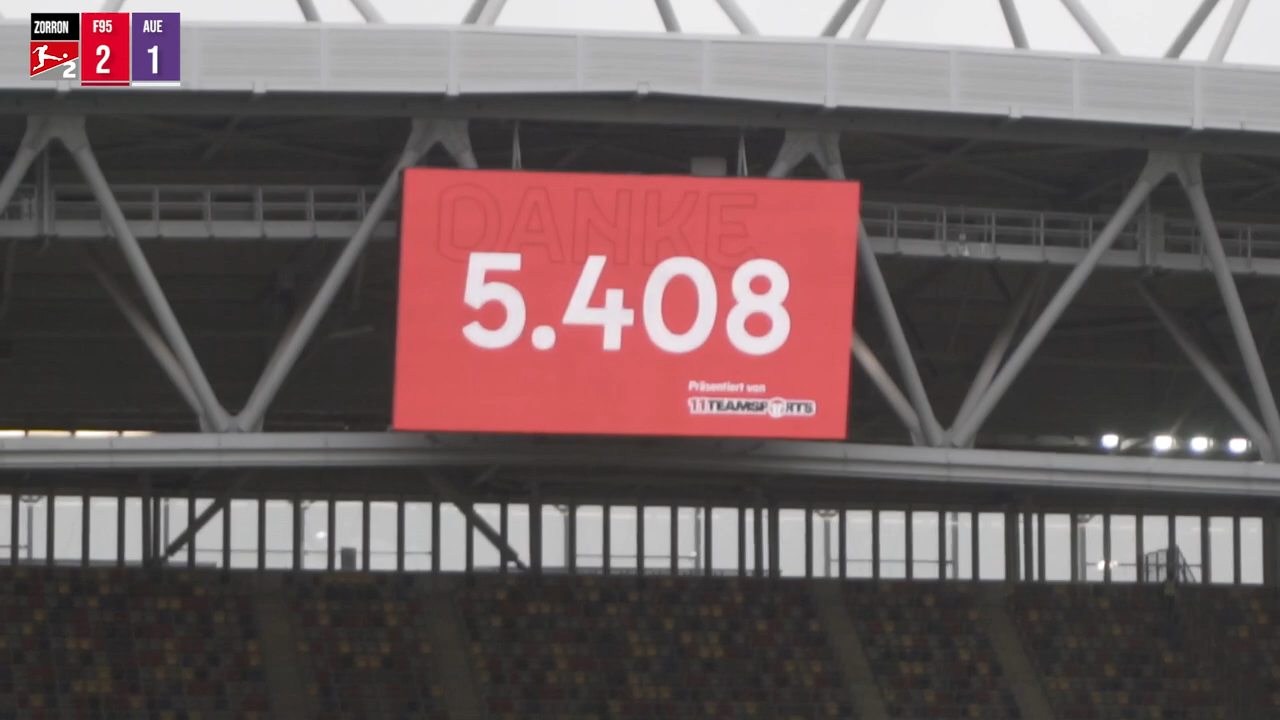 ZORRON
F95
AUE
2
2
1
DANKE
5.408
Präsentiert von
11TEAMSPORTS